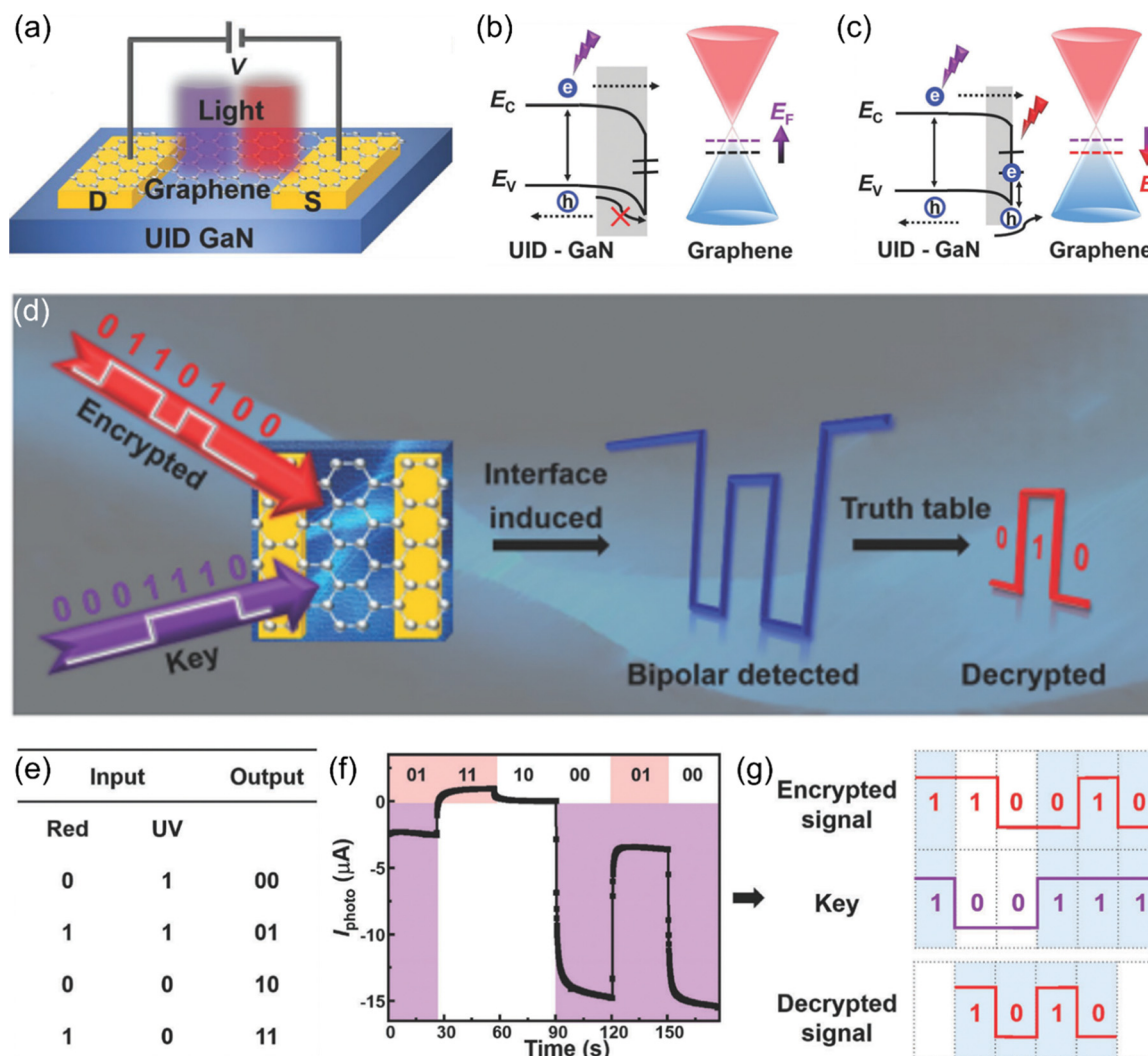 (a)
V
Light
Graphene
D
S
UID GaN
(b)
e
E_C
E_F
E_V
h
UID - GaN
Graphene
(c)
e
E_C
e
E_V
h
h
UID - GaN
Graphene
(d)
0 1 1 0 1 0 0
Encrypted
0 0 0 1 1 1 0
Key
Interface
induced
Bipolar detected
Truth table
0 1 0
Decrypted
(e)
Input Output
Red UV
0 1 00
1 1 01
0 0 10
1 0 11
(f)
01 11 10 00 01 00
0
-5
-10
-15
I_photo (μA)
0 30 60 90 120 150
Time (s)
(g)
Encrypted
signal
1 1 0 0 1 0
Key
1 0 0 1 1 1
Decrypted
signal
1 0 1 0